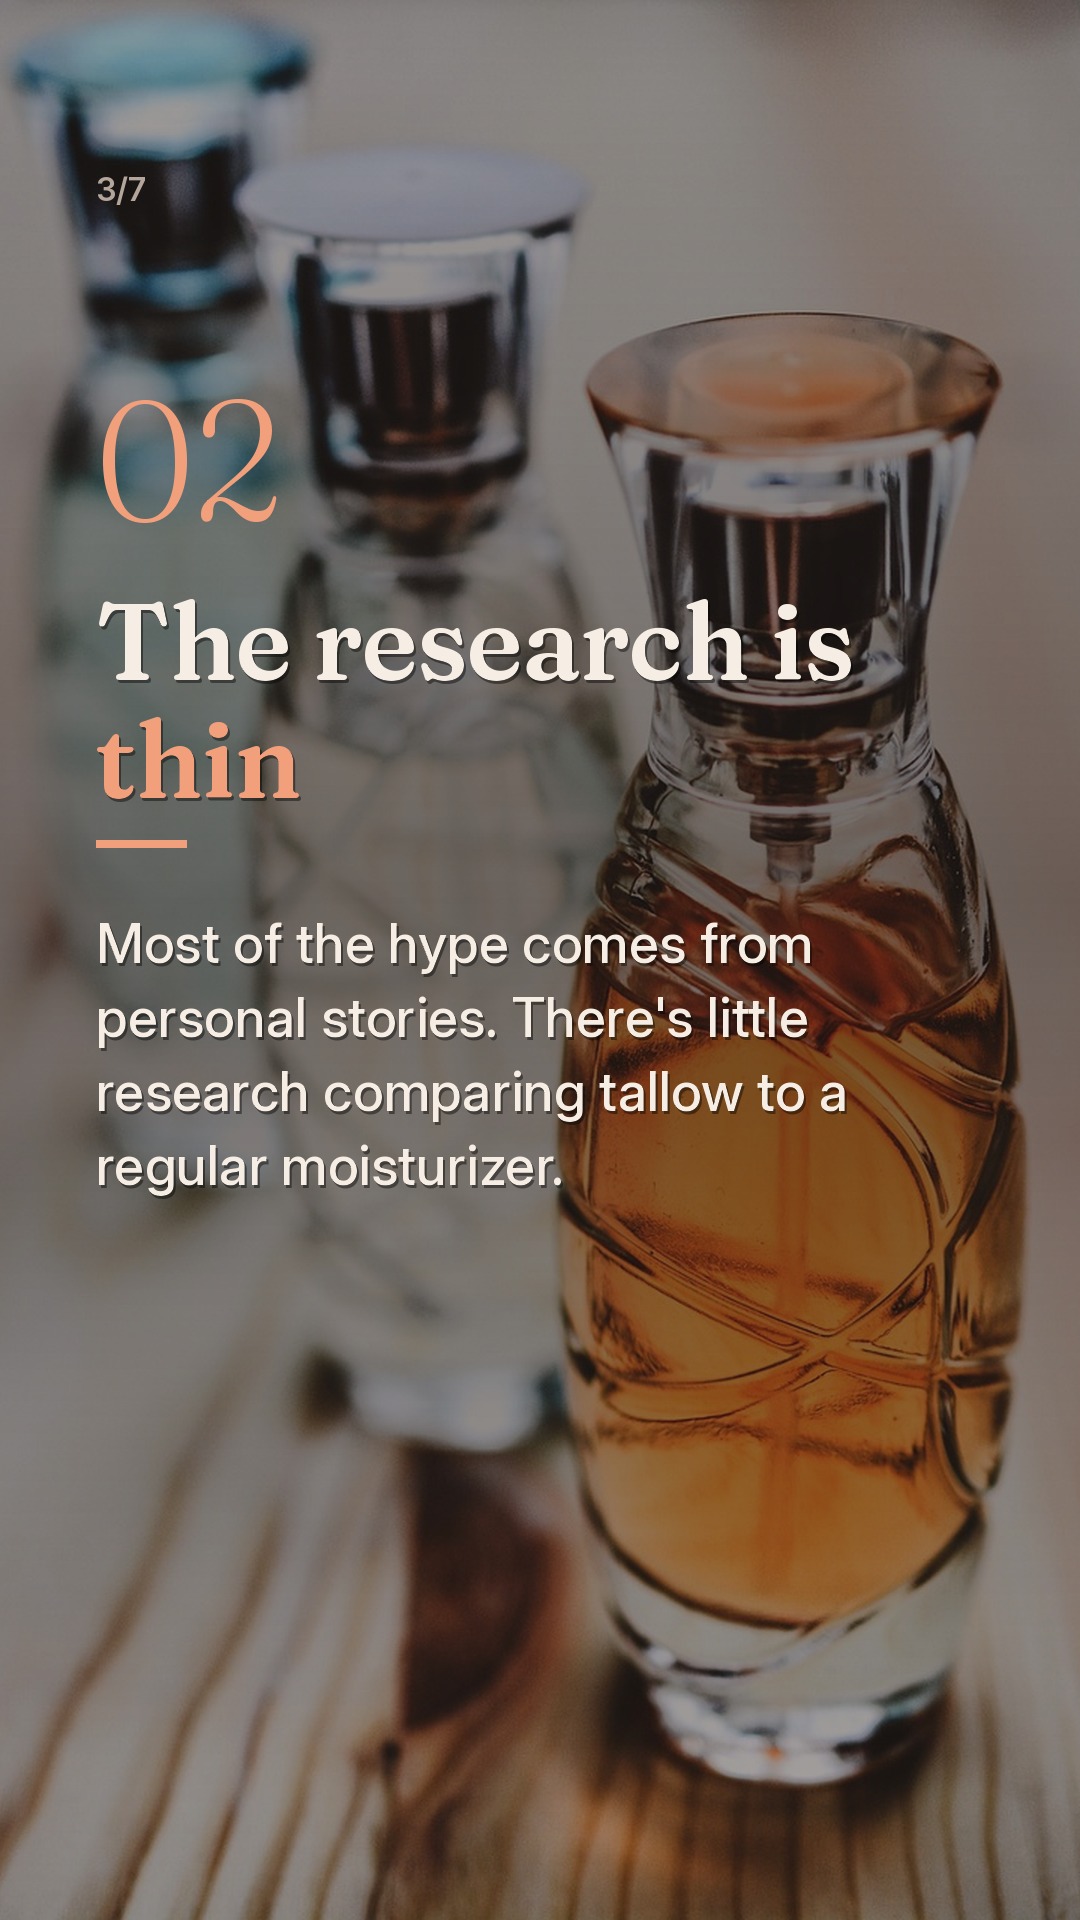 3/7
02
The research is
thin
Most of the hype comes from
personal stories. There's little
research comparing tallow to a
regular moisturizer.